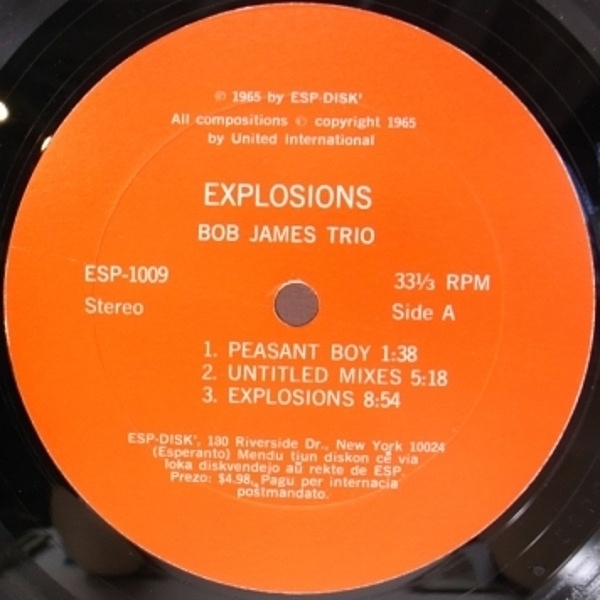 © 1965 by ESP-DISK'
All compositions © copyright 1965
by United International
EXPLOSIONS
BOB JAMES TRIO
ESP-1009
33⅓ RPM
Stereo
Side A
1. PEASANT BOY 1:38
2. UNTITLED MIXES 5:18
3. EXPLOSIONS 8:54
ESP-DISK', 180 Riverside Dr., New York 10024
(Esperanto) Mendu tiun diskon ĉe via
loka diskvendejo aŭ rekte de ESP.
Prezo: $4.98. Pagu per internacia
poŝtmandato.